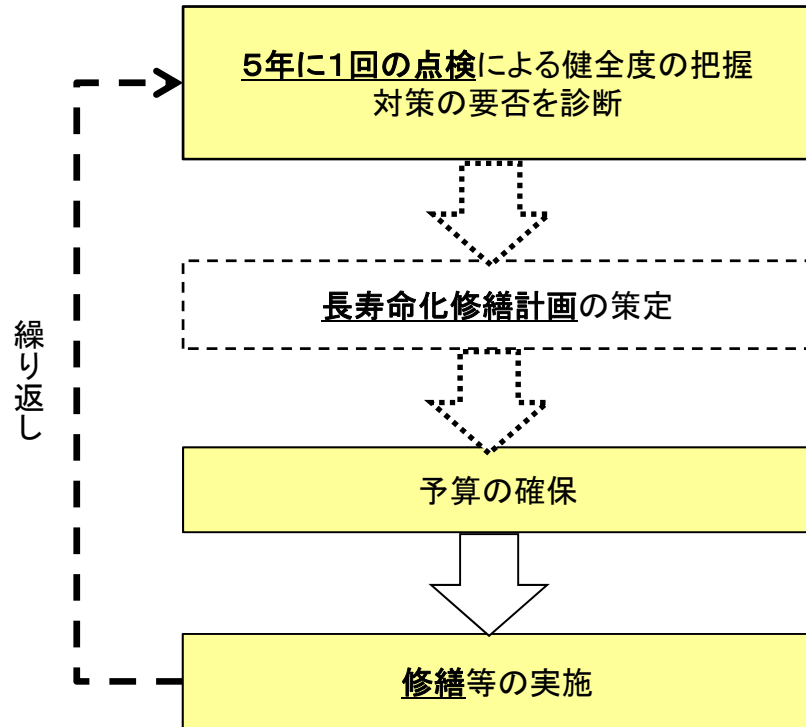 ５年に１回の点検による健全度の把握
対策の要否を診断
長寿命化修繕計画の策定
繰り返し
予算の確保
修繕等の実施